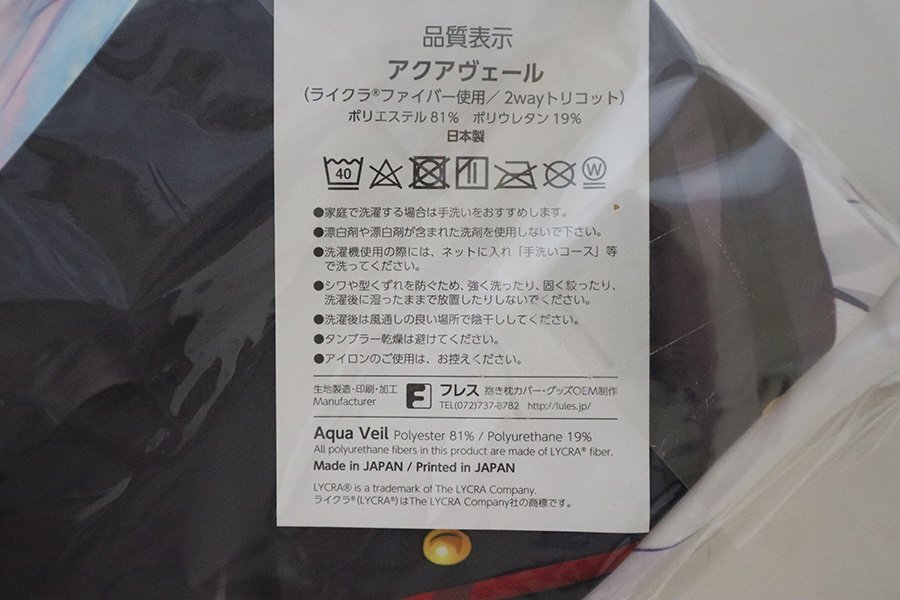 品質表示
アクアヴェール
(ライクラ®ファイバー使用/ 2wayトリコット)
ポリエステル 81%　ポリウレタン 19%
日本製
40 W
●家庭で洗濯する場合は手洗いをおすすめします。
●漂白剤や漂白剤が含まれた洗剤を使用しないで下さい。
●洗濯機使用の際には、ネットに入れ「手洗いコース」等
で洗ってください。
●シワや型くずれを防ぐため、強く洗ったり、固く絞ったり、
洗濯後に湿ったままで放置したりしないでください。
●洗濯後は風通しの良い場所で陰干ししてください。
●タンブラー乾燥は避けてください。
●アイロンのご使用は、お控えください。
生地製造・印刷・加工 フレス 抱き枕カバー・グッズOEM制作
Manufacturer TEL(072)737-8782 http://fules.jp/
Aqua Veil Polyester 81% / Polyurethane 19%
All polyurethane fibers in this product are made of LYCRA® fiber.
Made in JAPAN / Printed in JAPAN
LYCRA® is a trademark of The LYCRA Company.
ライクラ®(LYCRA®)はThe LYCRA Company社の商標です。